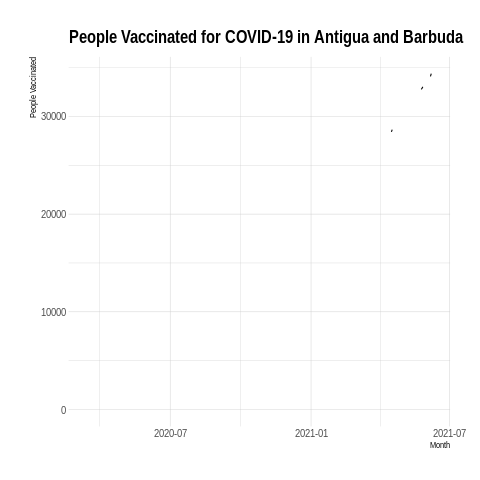 People Vaccinated for COVID-19 in Antigua and Barbuda
People Vaccinated
30000
20000
10000
0
2020-07 2021-01 2021-07
Month